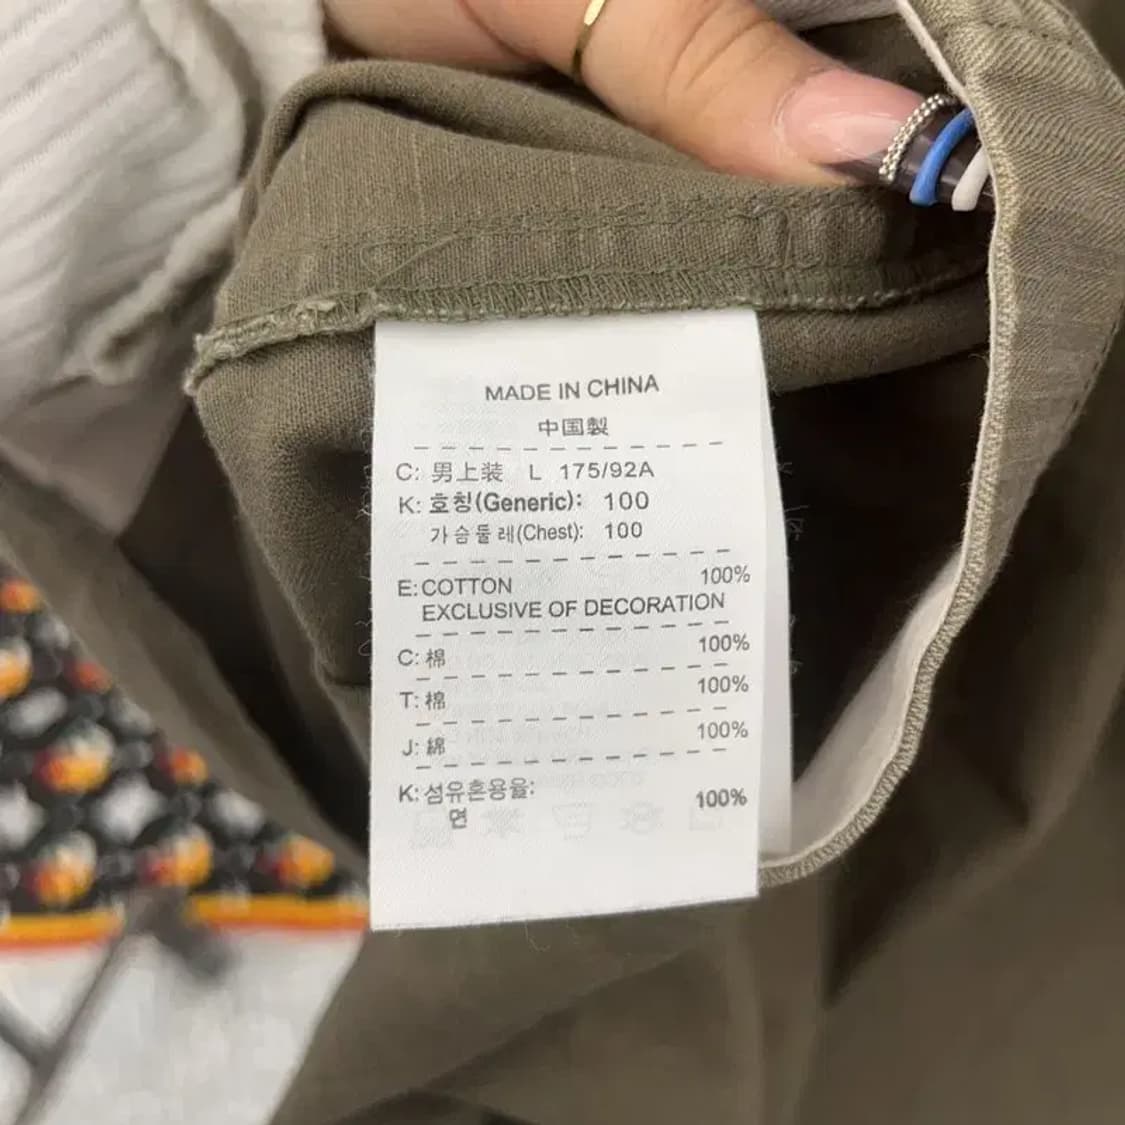 MADE IN CHINA
中国製
C: 男上装 L 175/92A
K: 호칭(Generic): 100
가슴둘레(Chest): 100
E: COTTON 100%
EXCLUSIVE OF DECORATION
C: 棉 100%
T: 棉 100%
J: 綿 100%
K: 섬유혼용율:
면 100%